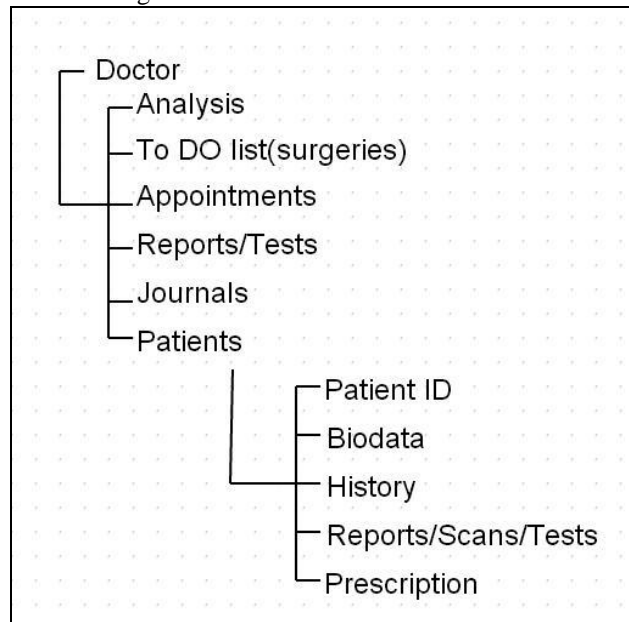 Doctor
Analysis
To DO list(surgeries)
Appointments
Reports/Tests
Journals
Patients
Patient ID
Biodata
History
Reports/Scans/Tests
Prescription